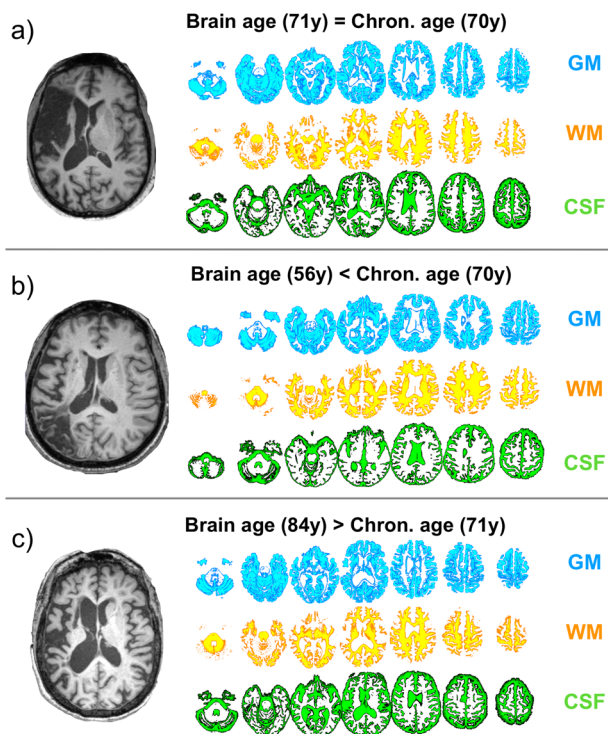 a)
Brain age (71y) = Chron. age (70y)
GM
WM
CSF
b)
Brain age (56y) < Chron. age (70y)
GM
WM
CSF
c)
Brain age (84y) > Chron. age (71y)
GM
WM
CSF